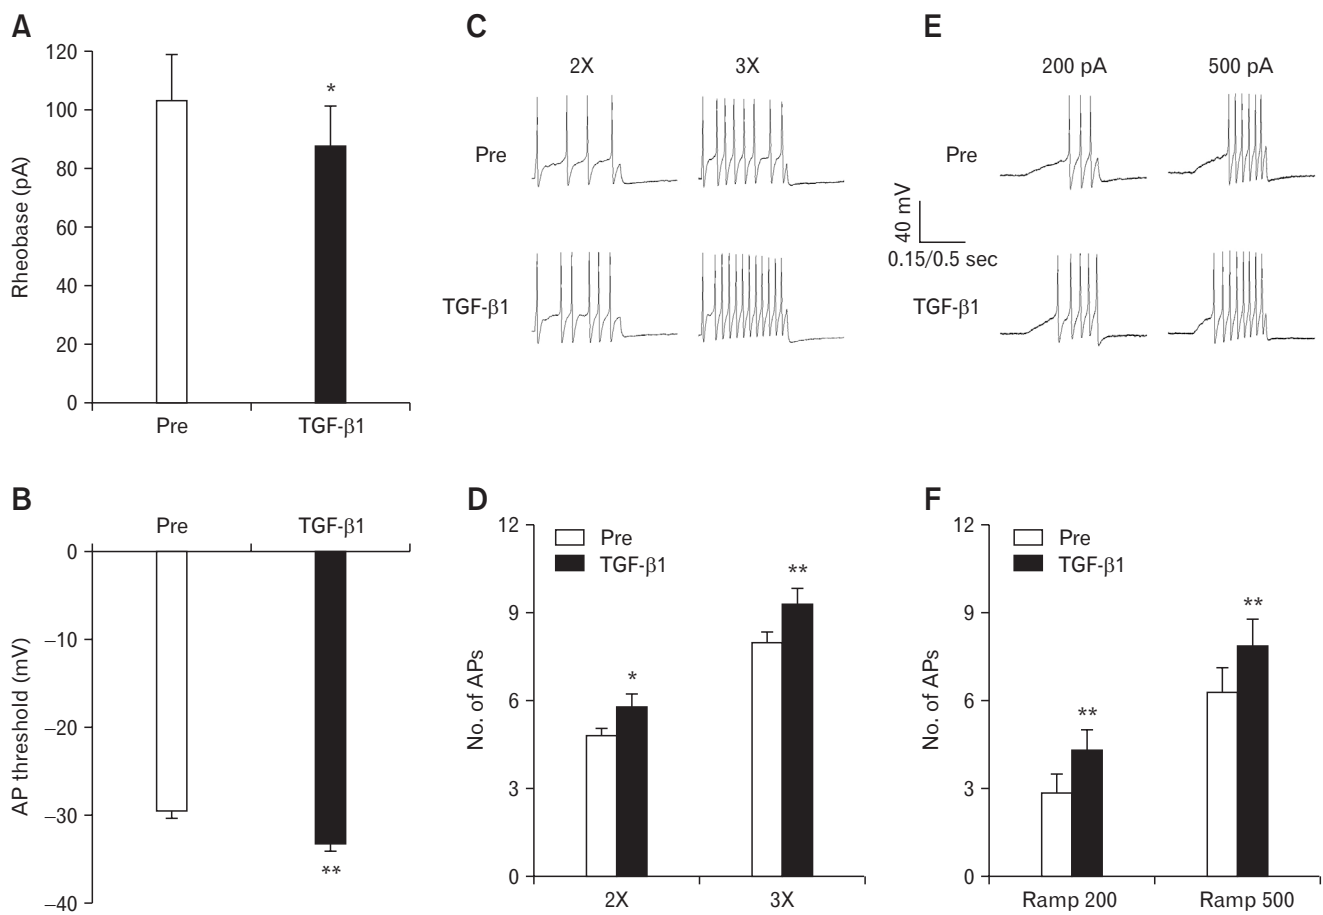 A
120
100
80
60
40
20
0
Rheobase (pA)
*
Pre
TGF-β1
B
Pre
TGF-β1
0
–10
–20
–30
–40
AP threshold (mV)
**
C
2X
3X
Pre
TGF-β1
D
12
9
6
3
0
No. of APs
Pre
TGF-β1
*
**
2X
3X
E
200 pA
500 pA
Pre
40 mV
0.15/0.5 sec
TGF-β1
F
12
9
6
3
0
No. of APs
Pre
TGF-β1
**
**
Ramp 200
Ramp 500